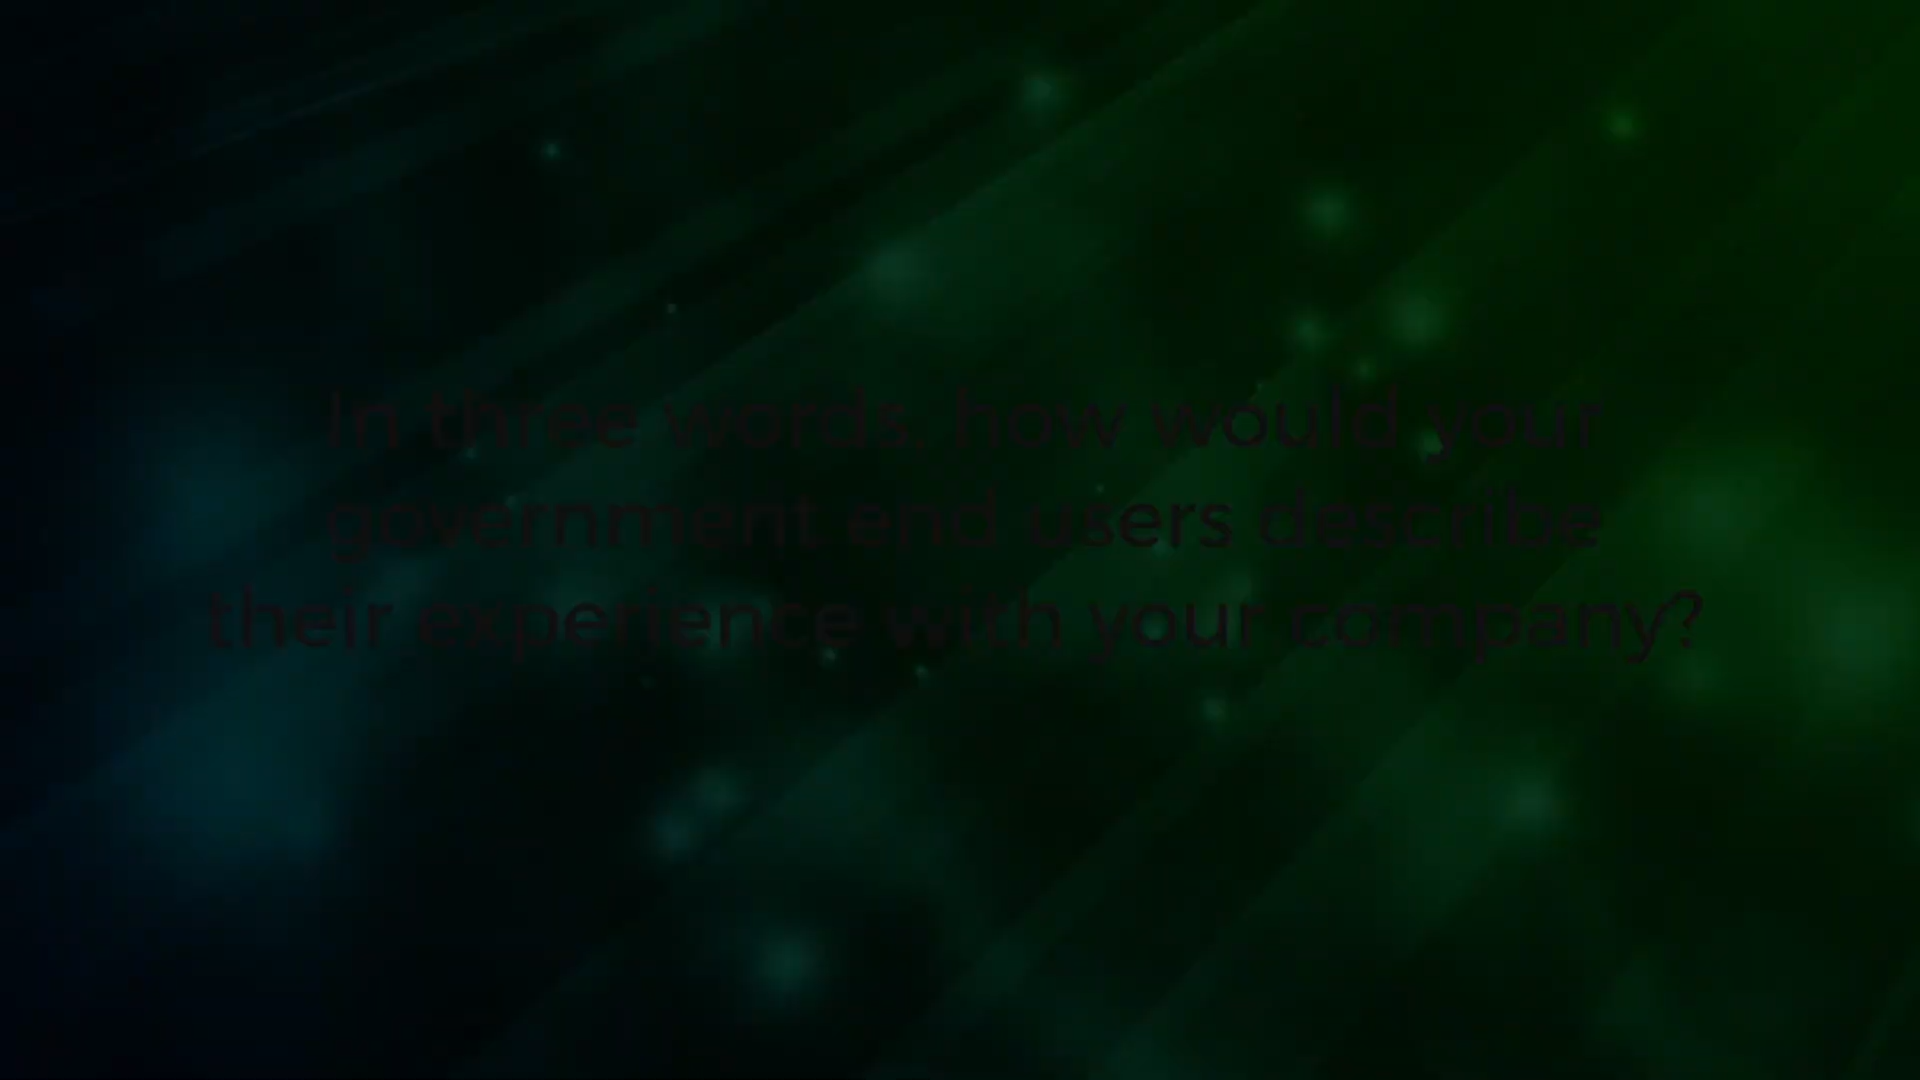 In three words, how would your
government end users describe
their experience with your company?